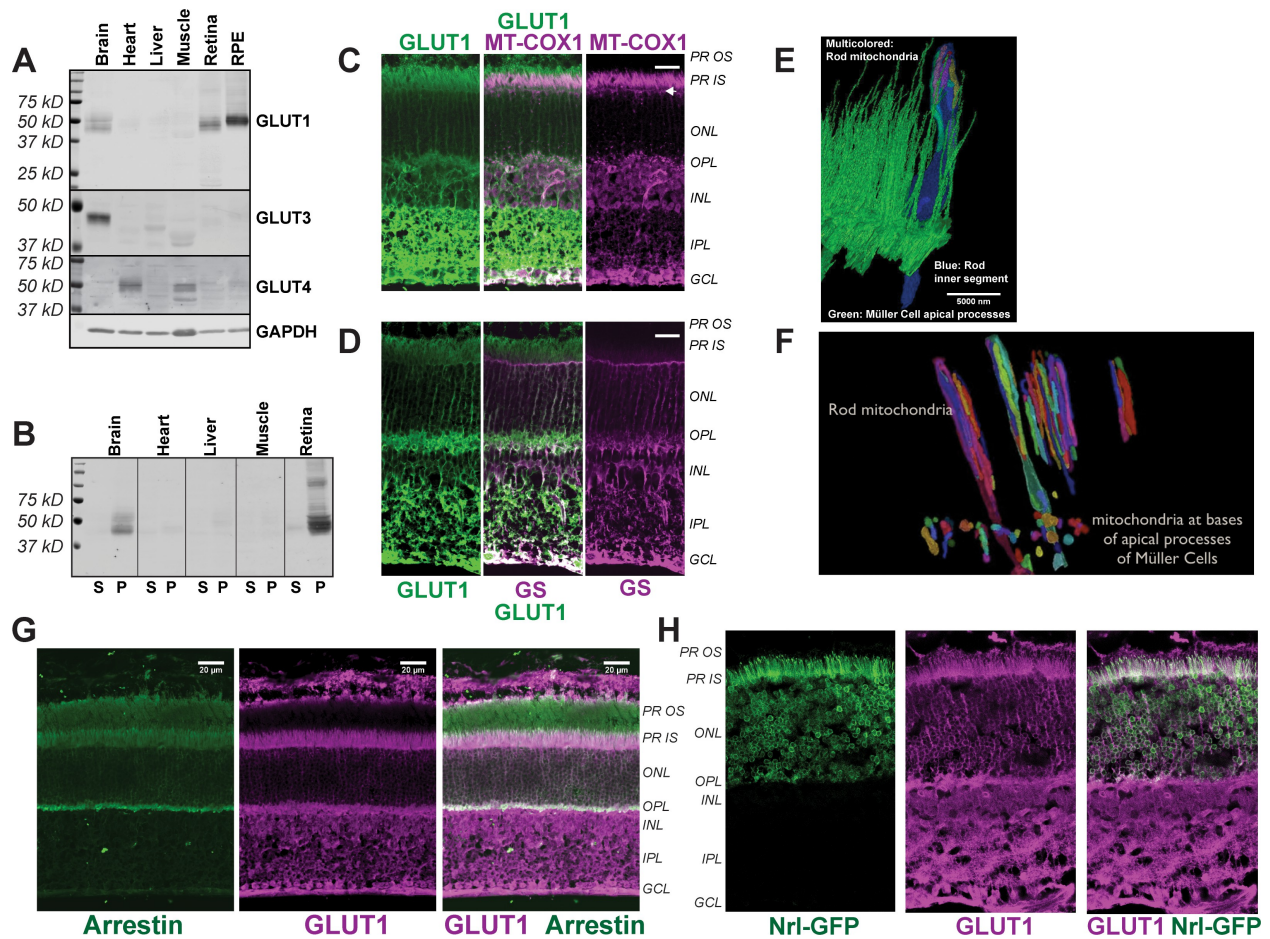 A
Brain
Heart
Liver
Muscle
Retina
RPE
75 kD
50 kD
37 kD
25 kD
GLUT1
50 kD
37 kD
GLUT3
75 kD
50 kD
37 kD
GLUT4
GAPDH
B
Brain
Heart
Liver
Muscle
Retina
75 kD
50 kD
37 kD
S P S P S P S P S P
C
GLUT1
GLUT1
MT-COX1
MT-COX1
PR OS
PR IS
ONL
OPL
INL
IPL
GCL
D
PR OS
PR IS
ONL
OPL
INL
IPL
GCL
GLUT1
GS
GLUT1
GS
E
Multicolored:
Rod mitochondria
Blue: Rod
inner segment
5000 nm
Green: Müller Cell apical processes
F
Rod mitochondria
mitochondria at bases
of apical processes
of Müller Cells
G
20 µm
20 µm
20 µm
PR OS
PR IS
ONL
OPL
INL
IPL
GCL
Arrestin
GLUT1
GLUT1 Arrestin
H
PR OS
PR IS
ONL
OPL
INL
IPL
GCL
Nrl-GFP
GLUT1
GLUT1 Nrl-GFP